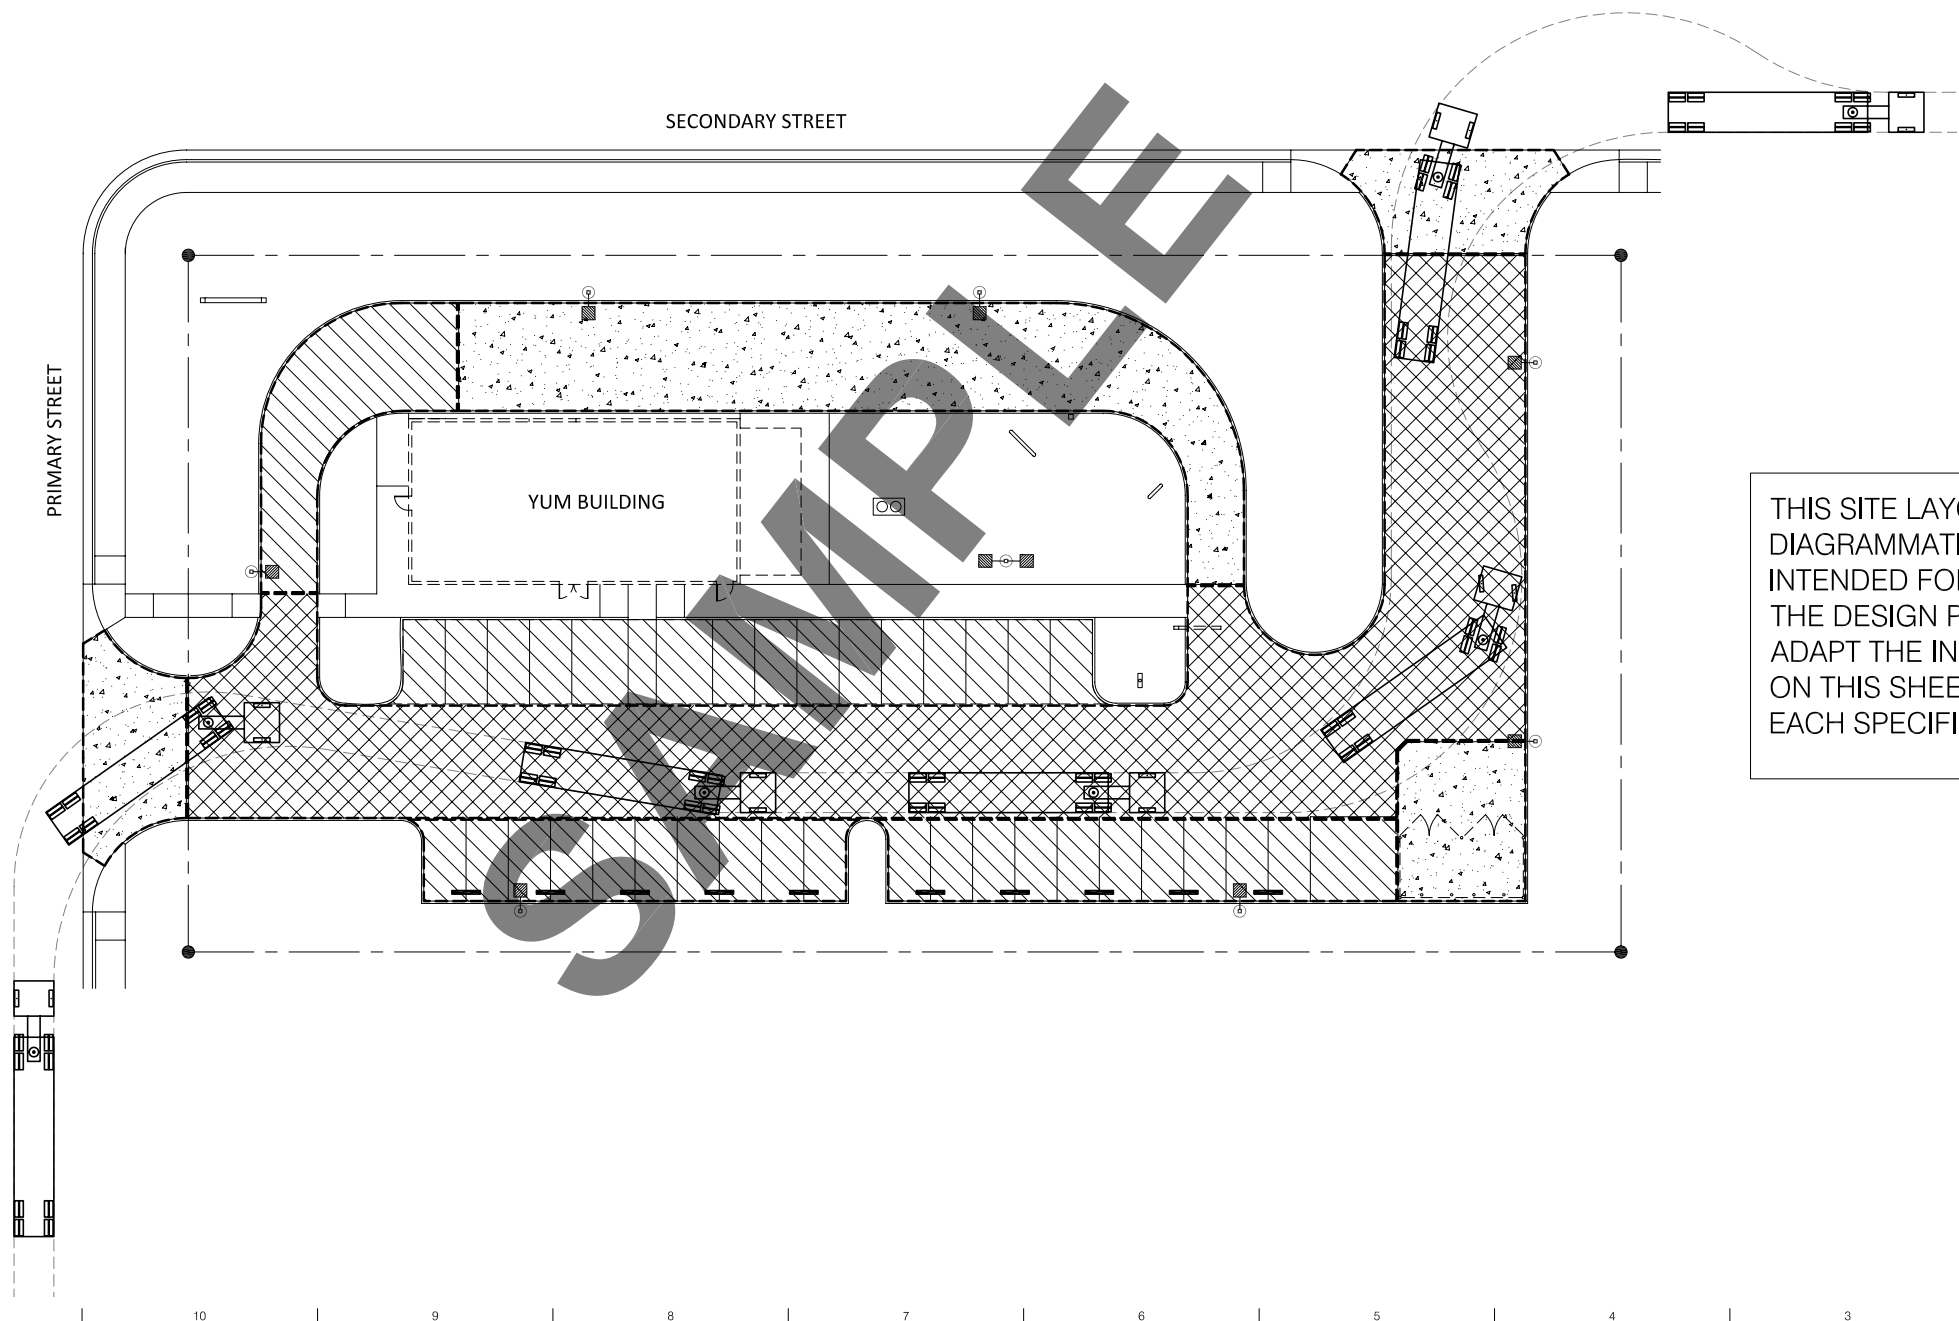 SECONDARY STREET
PRIMARY STREET
YUM BUILDING
SAMPLE
THIS SITE LAY
DIAGRAMMAT
INTENDED FO
THE DESIGN P
ADAPT THE IN
ON THIS SHEE
EACH SPECIFI
10 9 8 7 6 5 4 3